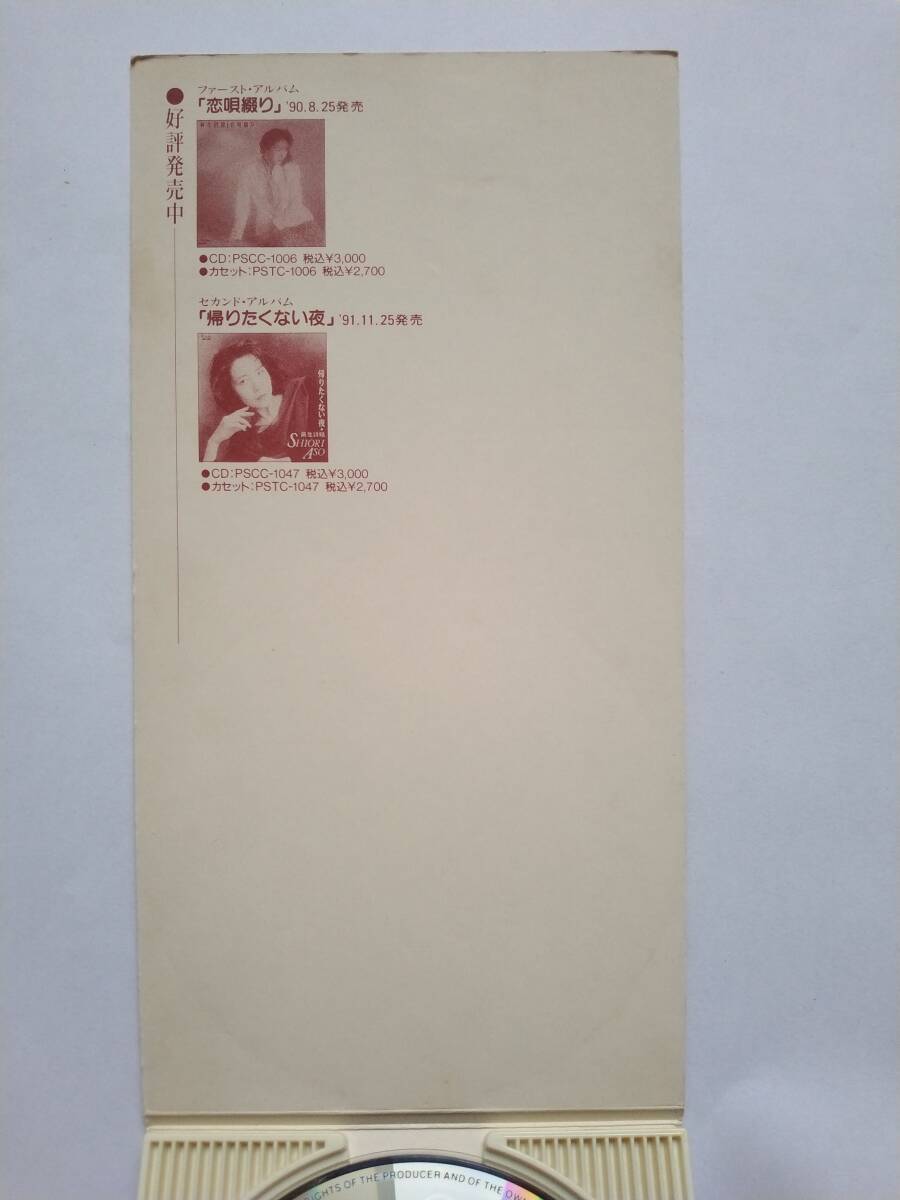 ●好評発売中
ファースト・アルバム
「恋唄綴り」'90.8.25発売
●CD:PSCC-1006 税込¥3,000
●カセット:PSTC-1006 税込¥2,700
セカンド・アルバム
「帰りたくない夜」'91.11.25発売
帰りたくない夜
麻生詩織
SHIORI
ASO
●CD:PSCC-1047 税込¥3,000
●カセット:PSTC-1047 税込¥2,700
RIGHTS OF THE PRODUCER AND OF THE